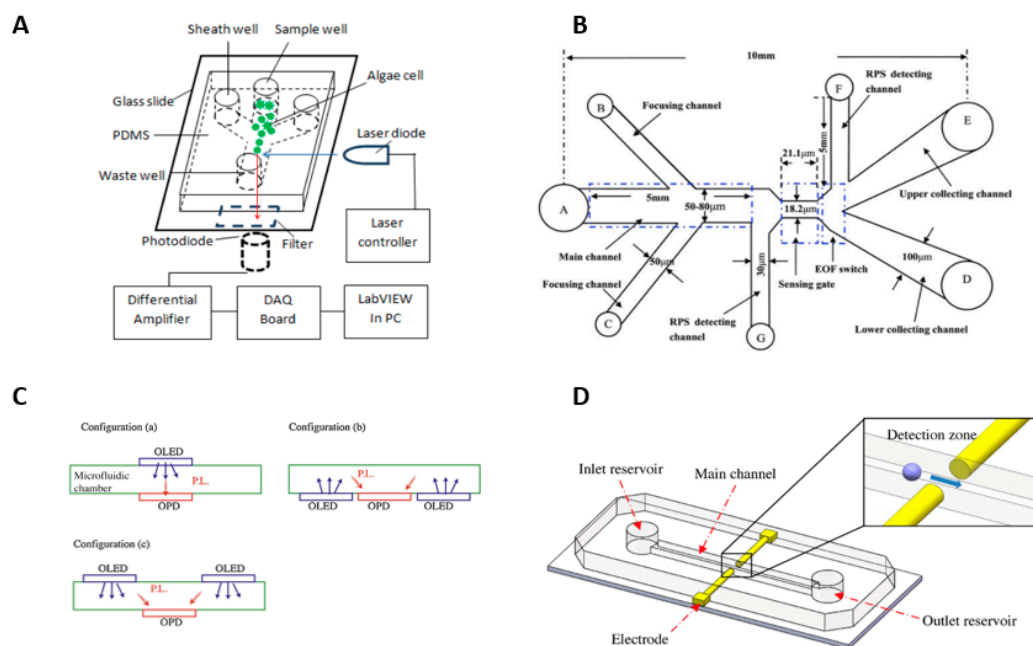 A
Sheath well
Sample well
Algae cell
Glass slide
PDMS
Laser diode
Waste well
Photodiode
Filter
Laser
controller
Differential
Amplifier
DAQ
Board
LabVIEW
In PC
B
10mm
F
RPS detecting
channel
B
Focusing channel
E
21.1μm
5mm
Upper collecting channel
A
5mm
50-80μm
18.2μm
Main channel
100μm
50μm
30μm
EOF switch
Sensing gate
D
Focusing channel
C
RPS detecting
channel
G
Lower collecting channel
C
Configuration (a)
OLED
Microfluidic
chamber
P.L.
OPD
Configuration (b)
P.L.
OLED
OPD
OLED
Configuration (c)
OLED
OLED
P.L.
OPD
D
Detection zone
Inlet reservoir
Main channel
Electrode
Outlet reservoir